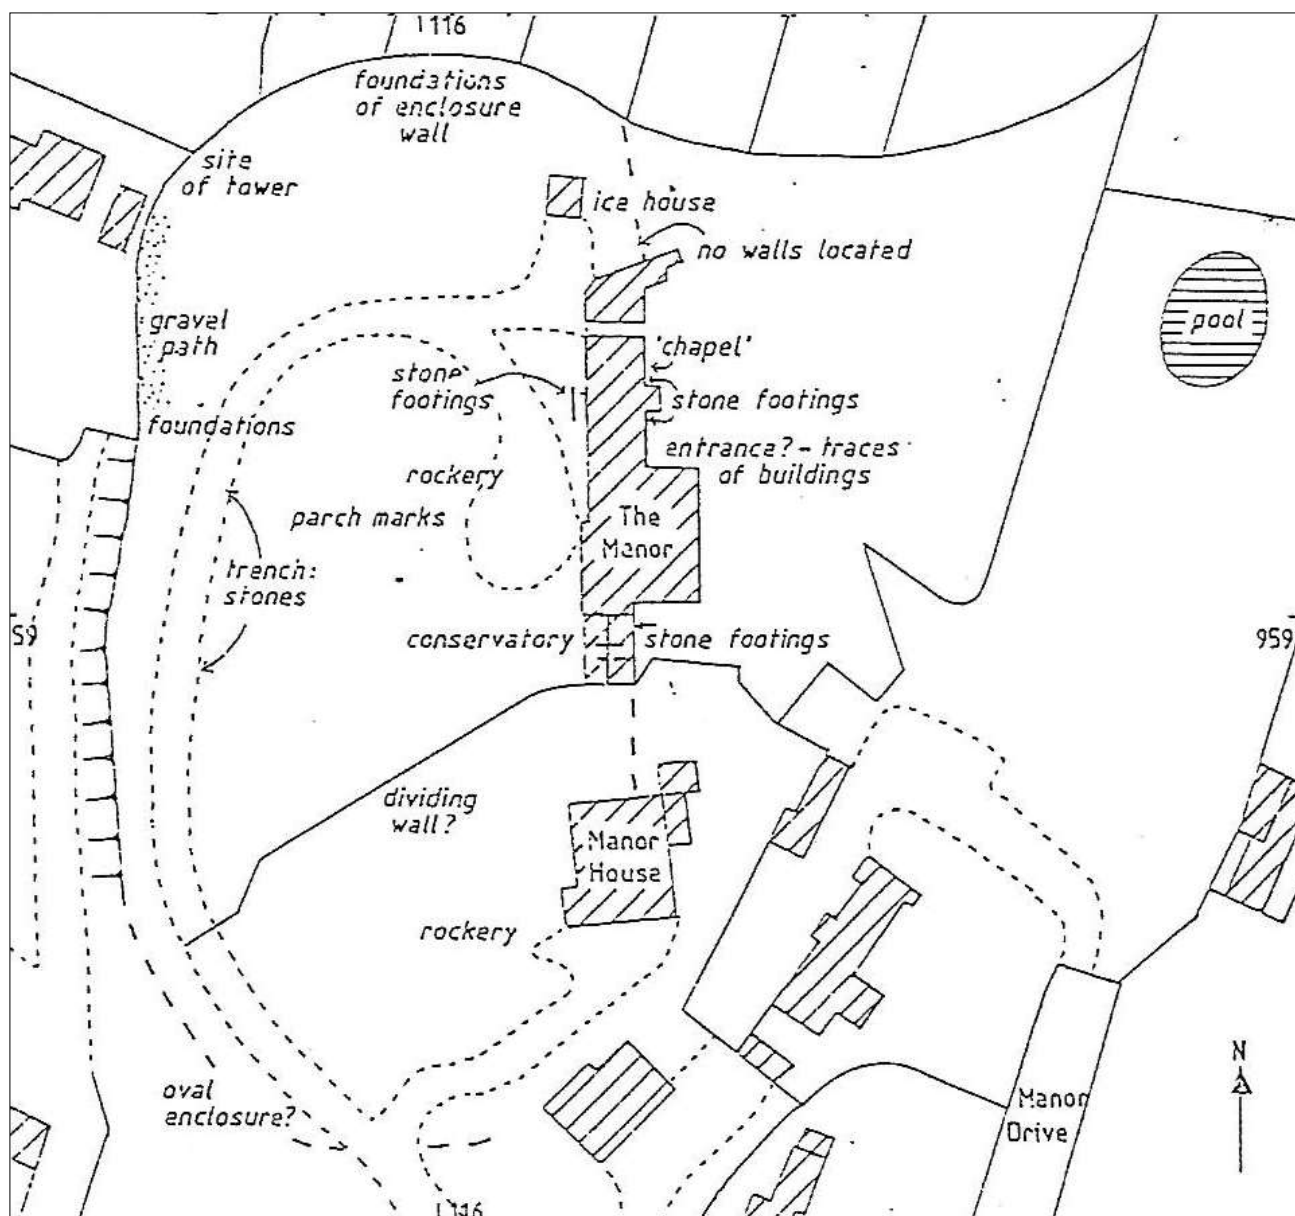 1116
foundations
of enclosure
wall
site
of tower
ice house
no walls located
gravel
path
pool
'chapel'
stone
footings
stone footings
foundations
entrance? - traces
of buildings
rockery
parch marks
The
Manor
trench:
stones
59
conservatory
stone footings
959
dividing
wall?
Manor
House
rockery
oval
enclosure?
N
Manor
Drive
1116